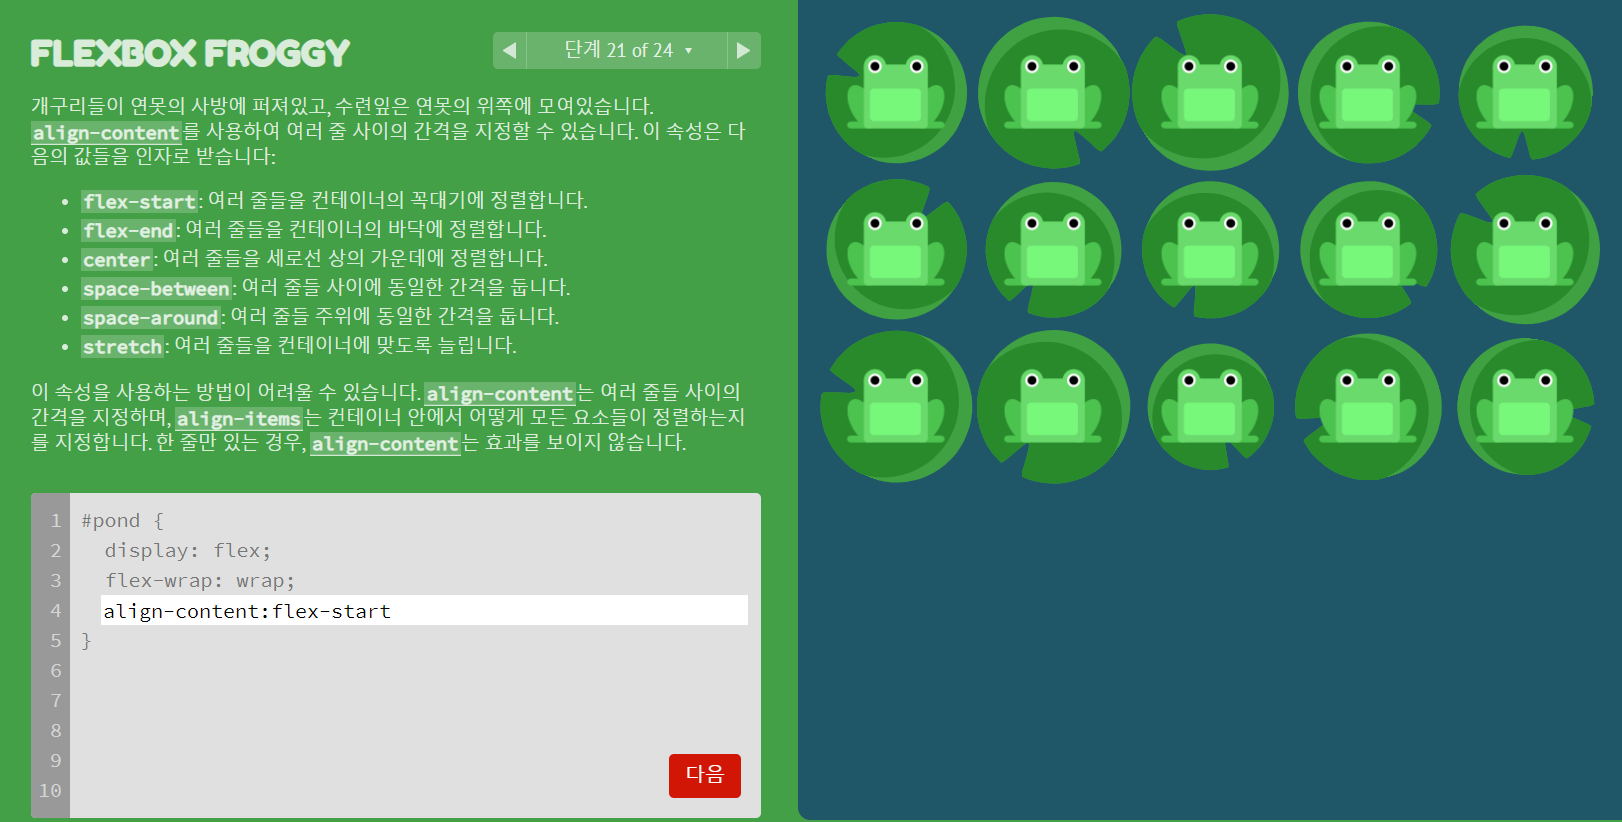 FLEXBOX FROGGY
◀ 단계 21 of 24 ▾ ▶
개구리들이 연못의 사방에 퍼져있고, 수련잎은 연못의 위쪽에 모여있습니다.
align-content를 사용하여 여러 줄 사이의 간격을 지정할 수 있습니다. 이 속성은 다
음의 값들을 인자로 받습니다:
• flex-start: 여러 줄들을 컨테이너의 꼭대기에 정렬합니다.
• flex-end: 여러 줄들을 컨테이너의 바닥에 정렬합니다.
• center: 여러 줄들을 세로선 상의 가운데에 정렬합니다.
• space-between: 여러 줄들 사이에 동일한 간격을 둡니다.
• space-around: 여러 줄들 주위에 동일한 간격을 둡니다.
• stretch: 여러 줄들을 컨테이너에 맞도록 늘립니다.
이 속성을 사용하는 방법이 어려울 수 있습니다. align-content는 여러 줄들 사이의
간격을 지정하며, align-items는 컨테이너 안에서 어떻게 모든 요소들이 정렬하는지
를 지정합니다. 한 줄만 있는 경우, align-content는 효과를 보이지 않습니다.
1 #pond {
2 display: flex;
3 flex-wrap: wrap;
4 align-content:flex-start
5 }
6
7
8
9
10
다음